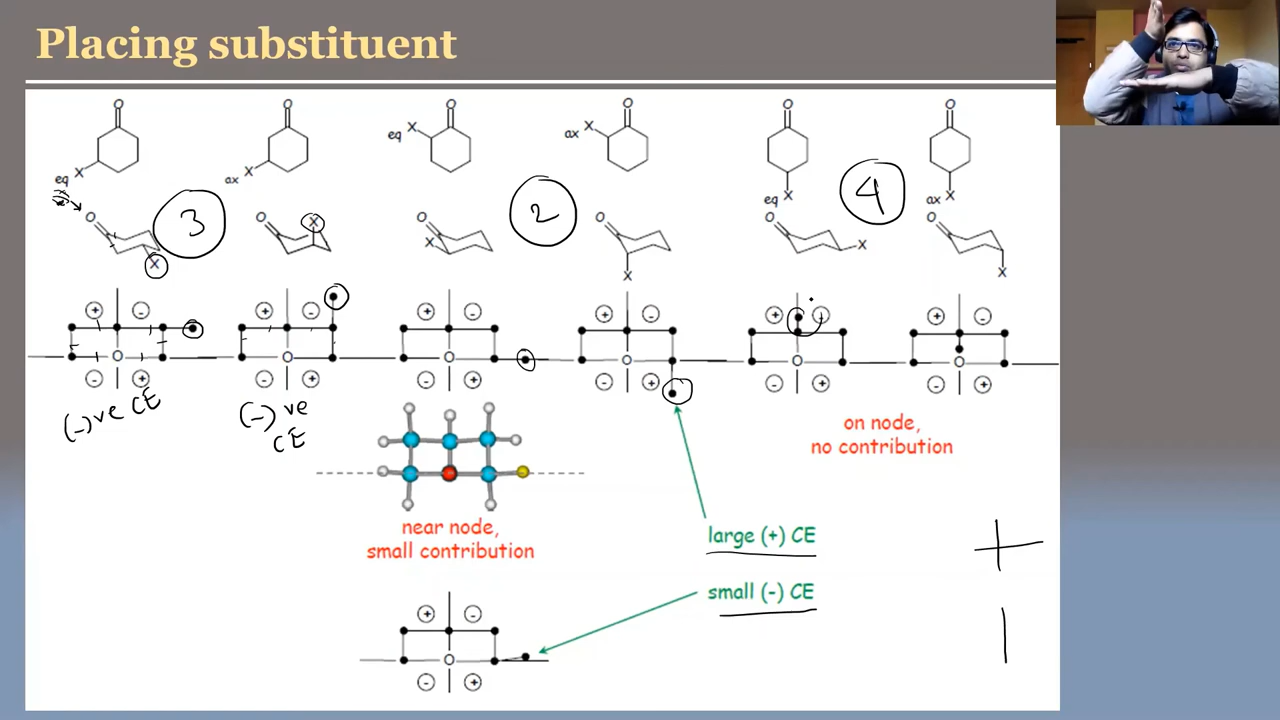 Placing substituent
O O O O O O
eq X ax X eq X ax X eq X ax X
3 2 4
O O O O O O
X X X X X X
+ - + - + - + - + - + -
O O O O O O
- + - + - + - + - + - +
(-)ve CE
(-) ve
CE
on node,
no contribution
near node,
small contribution
large (+) CE
small (-) CE
+ -
O
- +